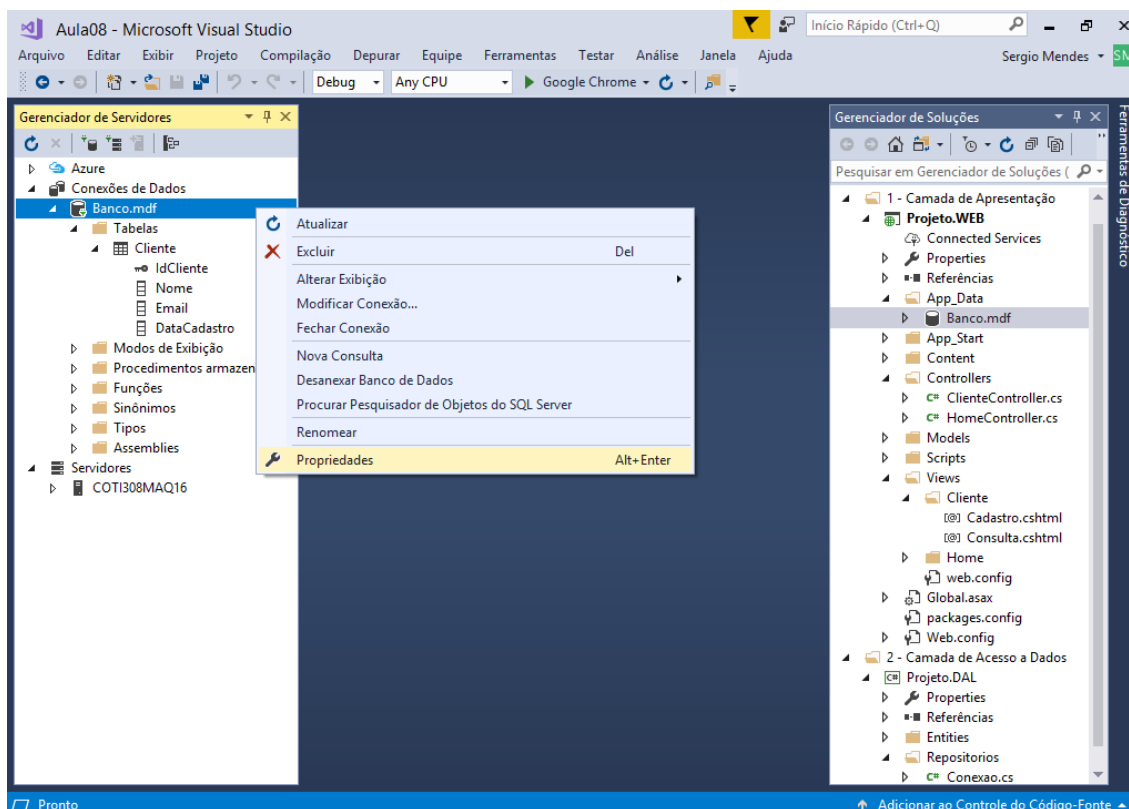 Aula08 - Microsoft Visual Studio
Início Rápido (Ctrl+Q)
Arquivo Editar Exibir Projeto Compilação Depurar Equipe Ferramentas Testar Análise Janela Ajuda
Sergio Mendes
SM
Debug
Any CPU
Google Chrome
Gerenciador de Servidores
Azure
Conexões de Dados
Banco.mdf
Tabelas
Cliente
IdCliente
Nome
Email
DataCadastro
Modos de Exibição
Procedimentos armazen
Funções
Sinônimos
Tipos
Assemblies
Servidores
COTI308MAQ16
Atualizar
Excluir Del
Alterar Exibição
Modificar Conexão...
Fechar Conexão
Nova Consulta
Desanexar Banco de Dados
Procurar Pesquisador de Objetos do SQL Server
Renomear
Propriedades Alt+Enter
Gerenciador de Soluções
Pesquisar em Gerenciador de Soluções (
1 - Camada de Apresentação
Projeto.WEB
Connected Services
Properties
Referências
App_Data
Banco.mdf
App_Start
Content
Controllers
C# ClienteController.cs
C# HomeController.cs
Models
Scripts
Views
Cliente
[@] Cadastro.cshtml
[@] Consulta.cshtml
Home
web.config
Global.asax
packages.config
Web.config
2 - Camada de Acesso a Dados
C# Projeto.DAL
Properties
Referências
Entities
Repositorios
C# Conexao.cs
Ferramentas de Diagnóstico
Pronto
Adicionar ao Controle do Código-Fonte